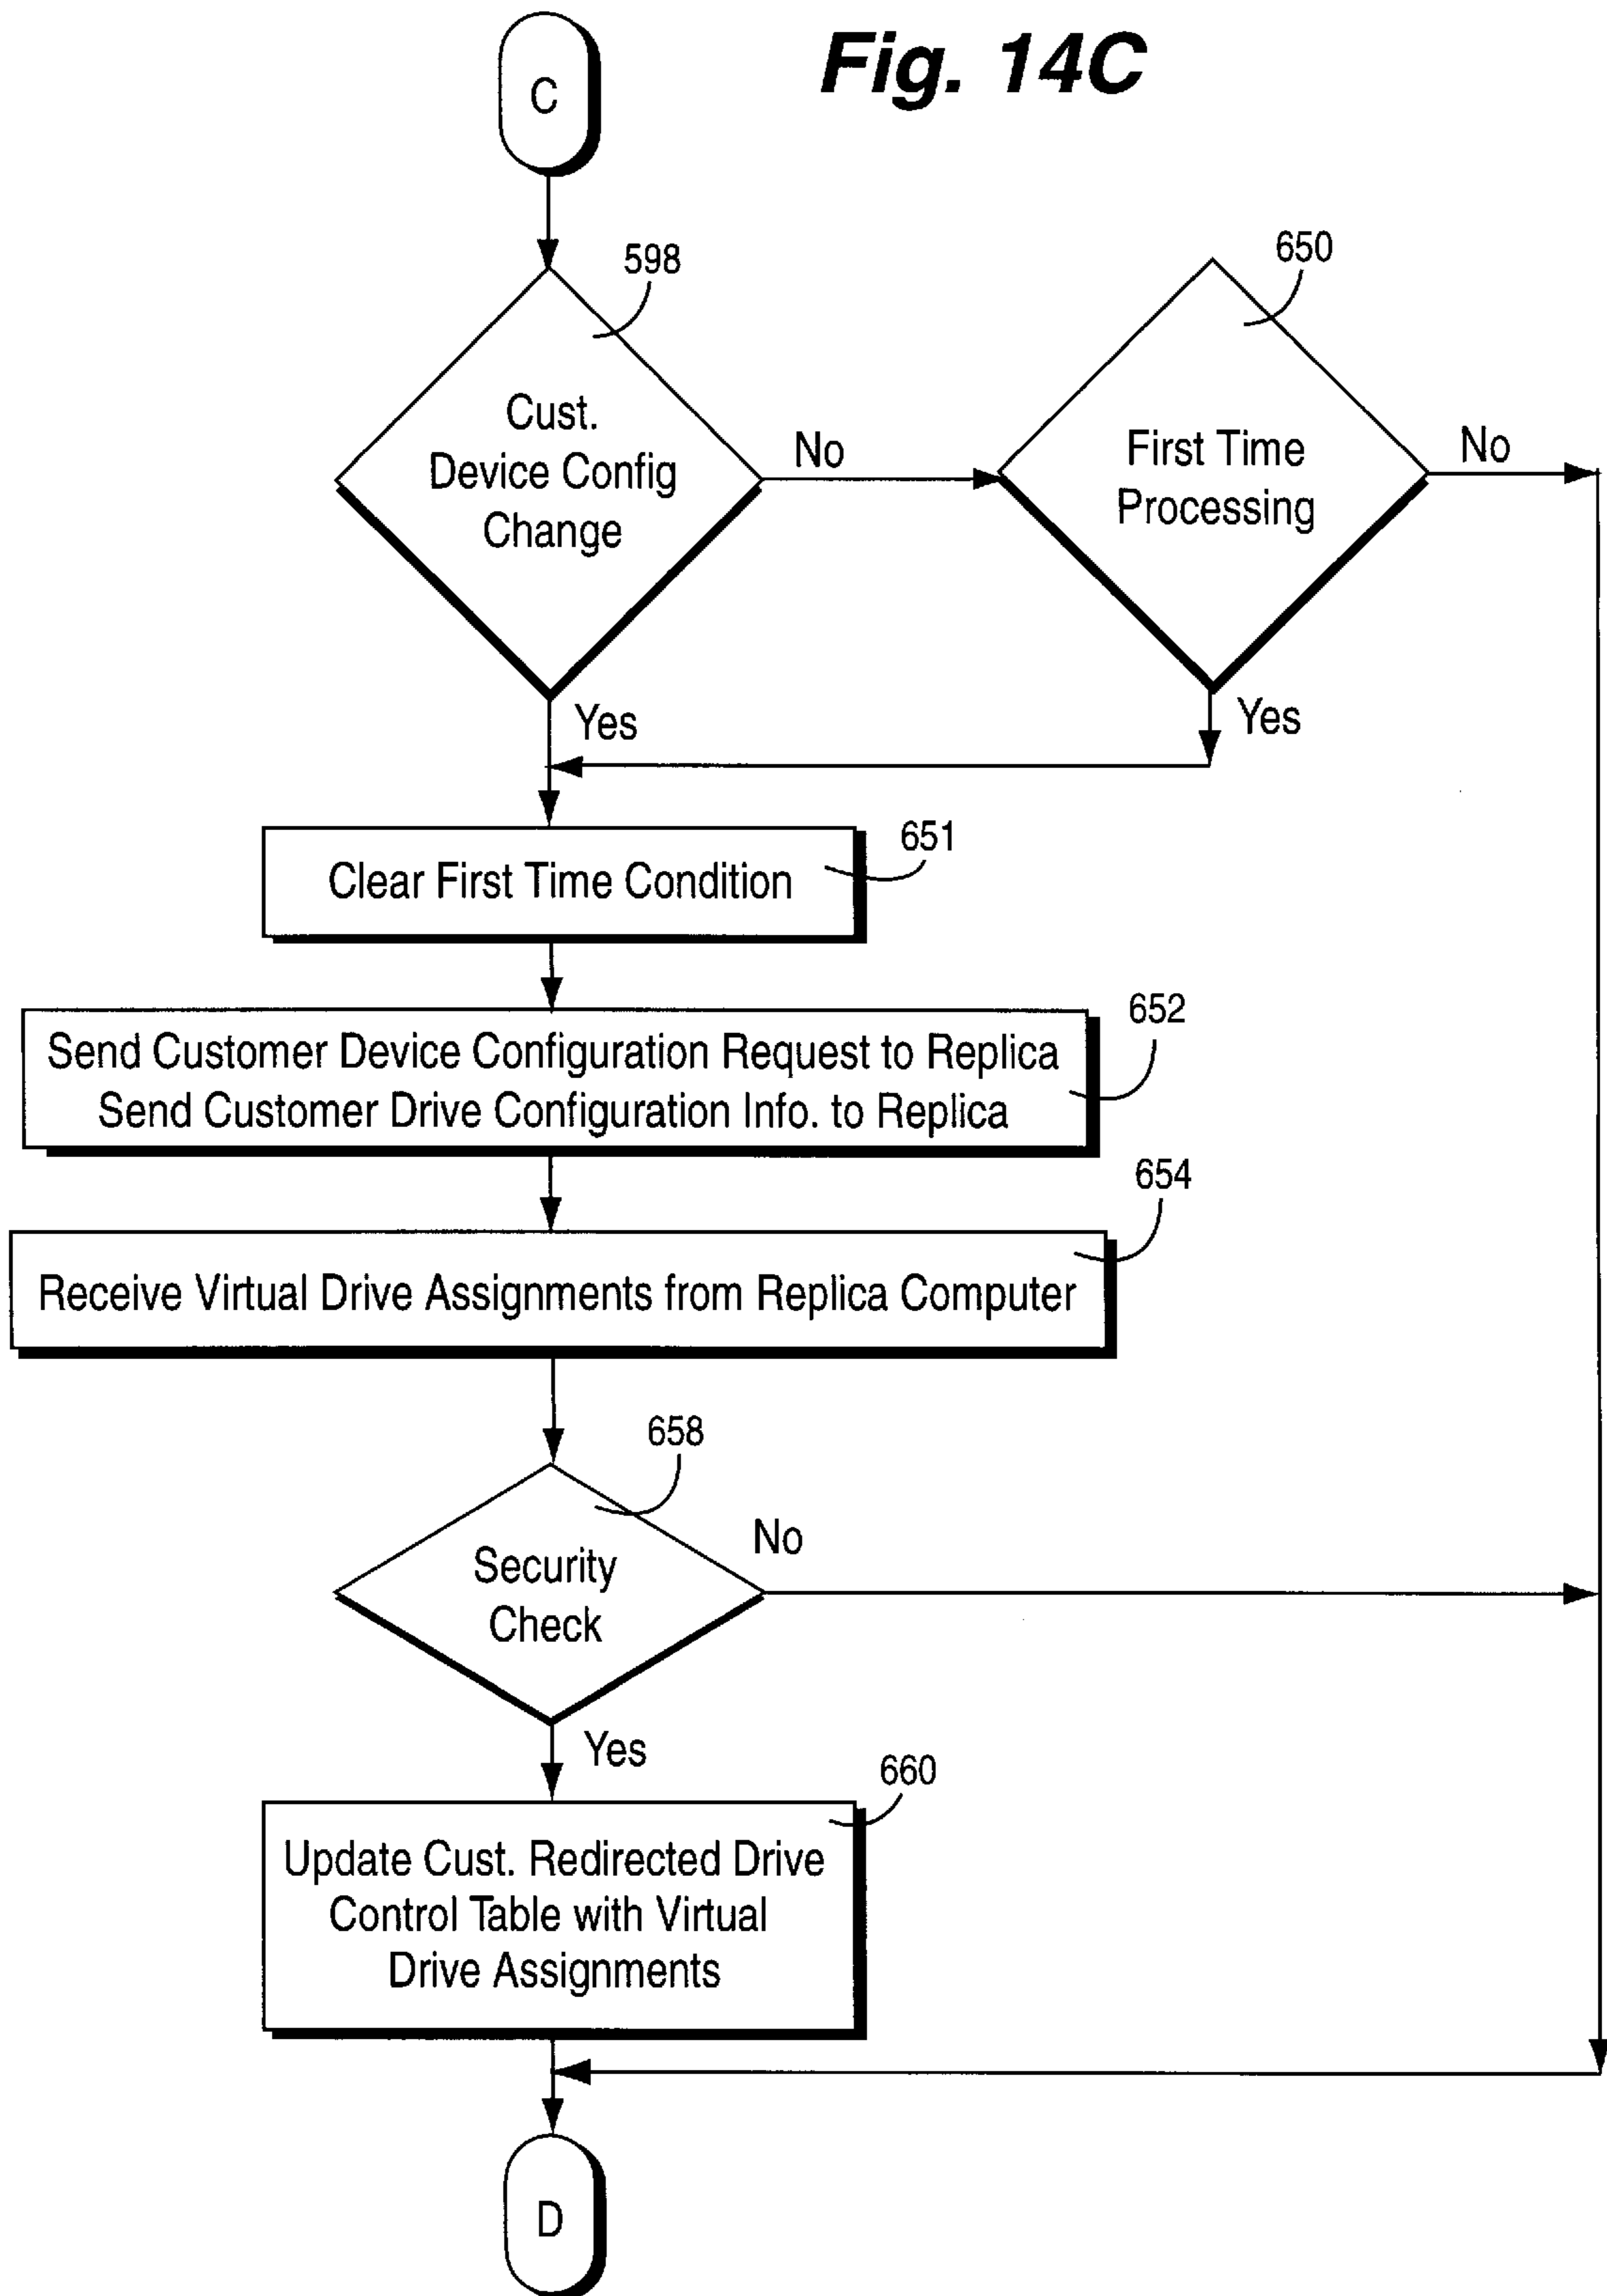 Fig. 14C
C
598
650
Cust.
Device Config
Change
No
First Time
Processing
No
Yes
Yes
651
Clear First Time Condition
652
Send Customer Device Configuration Request to Replica
Send Customer Drive Configuration Info. to Replica
654
Receive Virtual Drive Assignments from Replica Computer
658
Security
Check
No
Yes
660
Update Cust. Redirected Drive
Control Table with Virtual
Drive Assignments
D